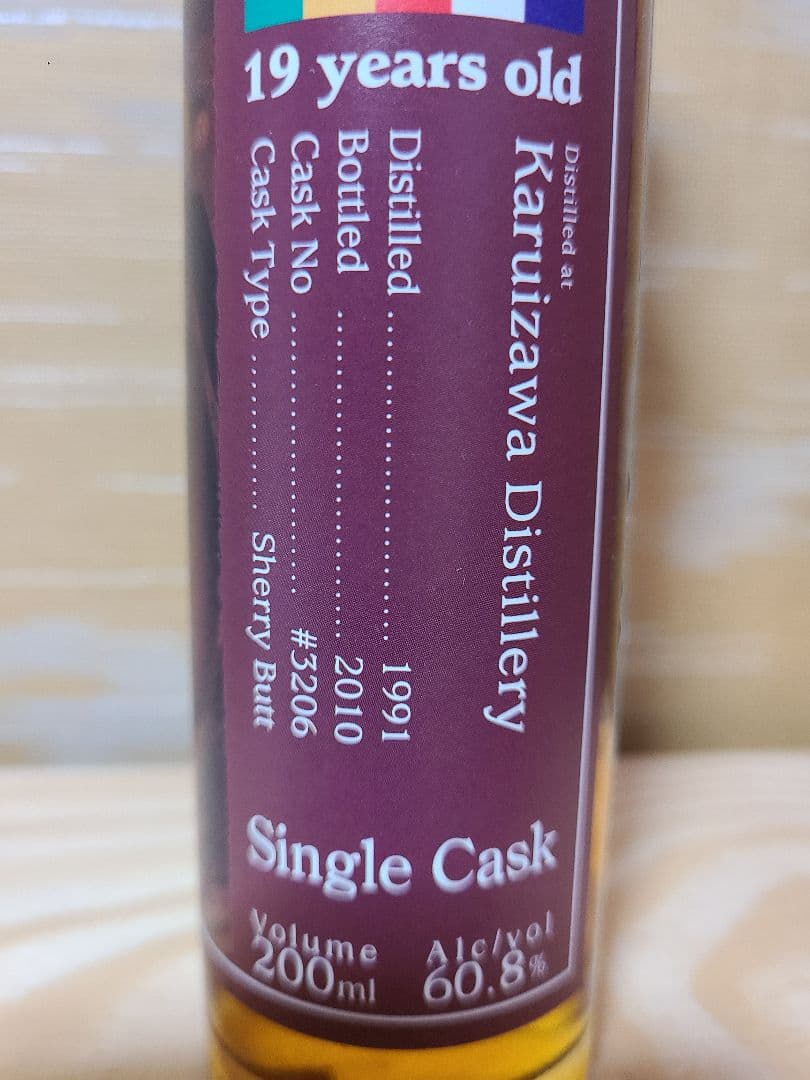 19 years old
Distilled at
Karuizawa Distillery
Distilled .......................... 1991
Bottled .......................... 2010
Cask No ...................... #3206
Cask Type ............. Sherry Butt
Single Cask
Volume Alc/vol
200ml 60.8%